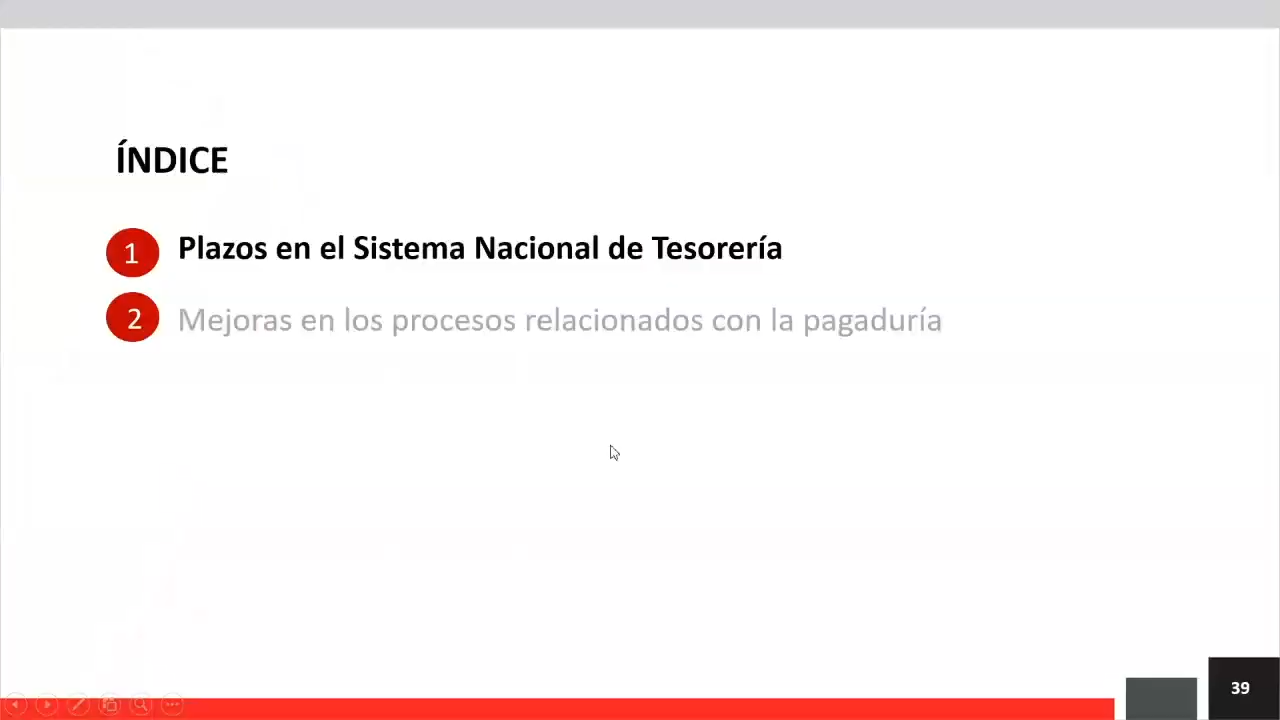 ÍNDICE
1 Plazos en el Sistema Nacional de Tesorería
2 Mejoras en los procesos relacionados con la pagaduría
39